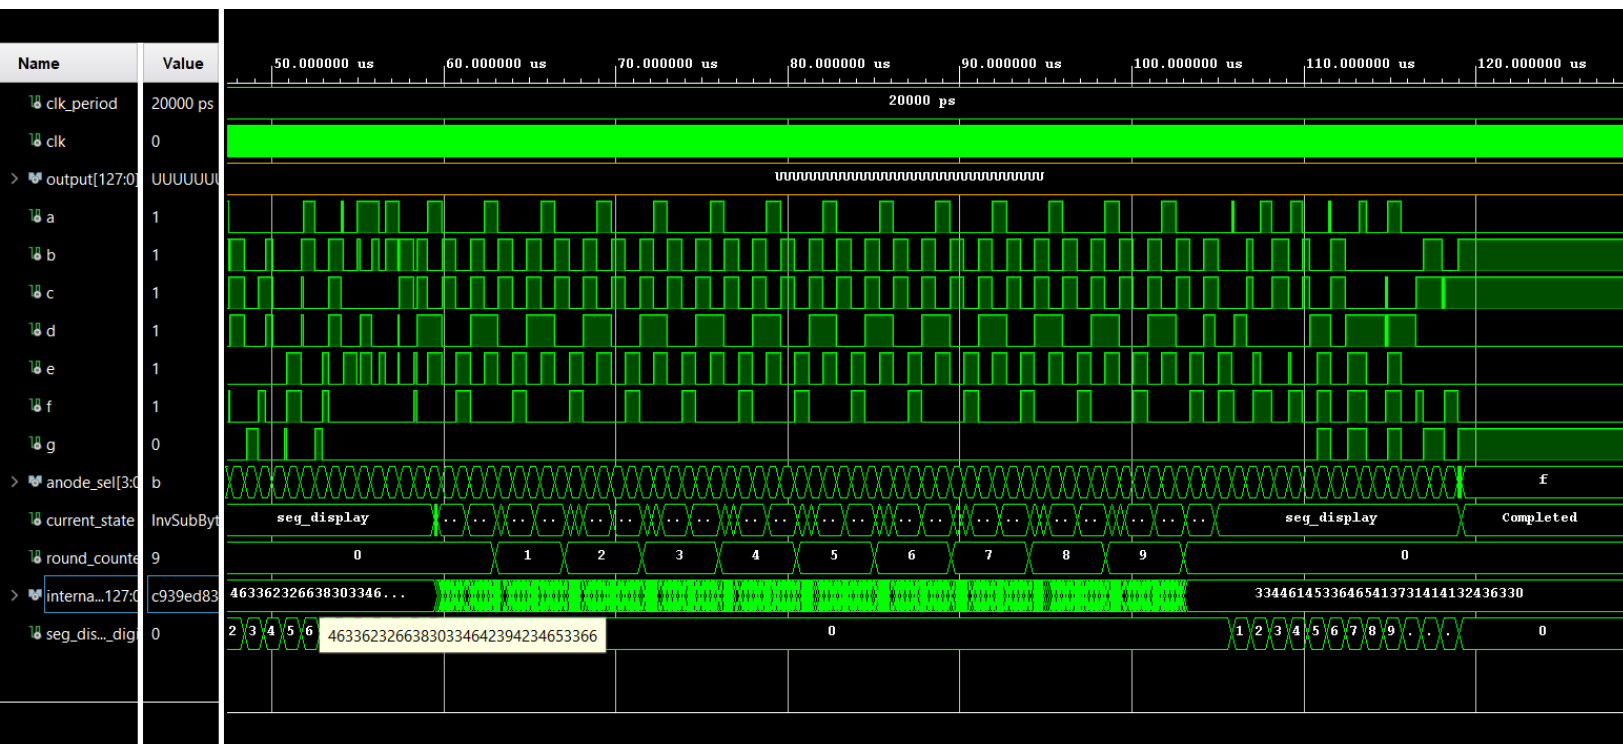 Name Value 50.000000 us 60.000000 us 70.000000 us 80.000000 us 90.000000 us 100.000000 us 110.000000 us 120.000000 us
clk_period 20000 ps 20000 ps
clk 0
output[127:0] UUUUUUU UUUUUUUUUUUUUUUUUUUUUUUUUUUUUUUU
a 1
b 1
c 1
d 1
e 1
f 1
g 0
anode_sel[3:0 b f
current_state InvSubByt seg_display .. .. .. .. .. .. .. .. .. .. .. .. .. .. .. .. .. .. .. .. seg_display Completed
round_counte 9 0 1 2 3 4 5 6 7 8 9 0
interna...127:0 c939ed83 463362326638303346... 33446145336465413731414132436330
seg_dis..._digi 0 2 3 4 5 6 0 1 2 3 4 5 6 7 8 9 . . . 0
46336232663830334642394234653366